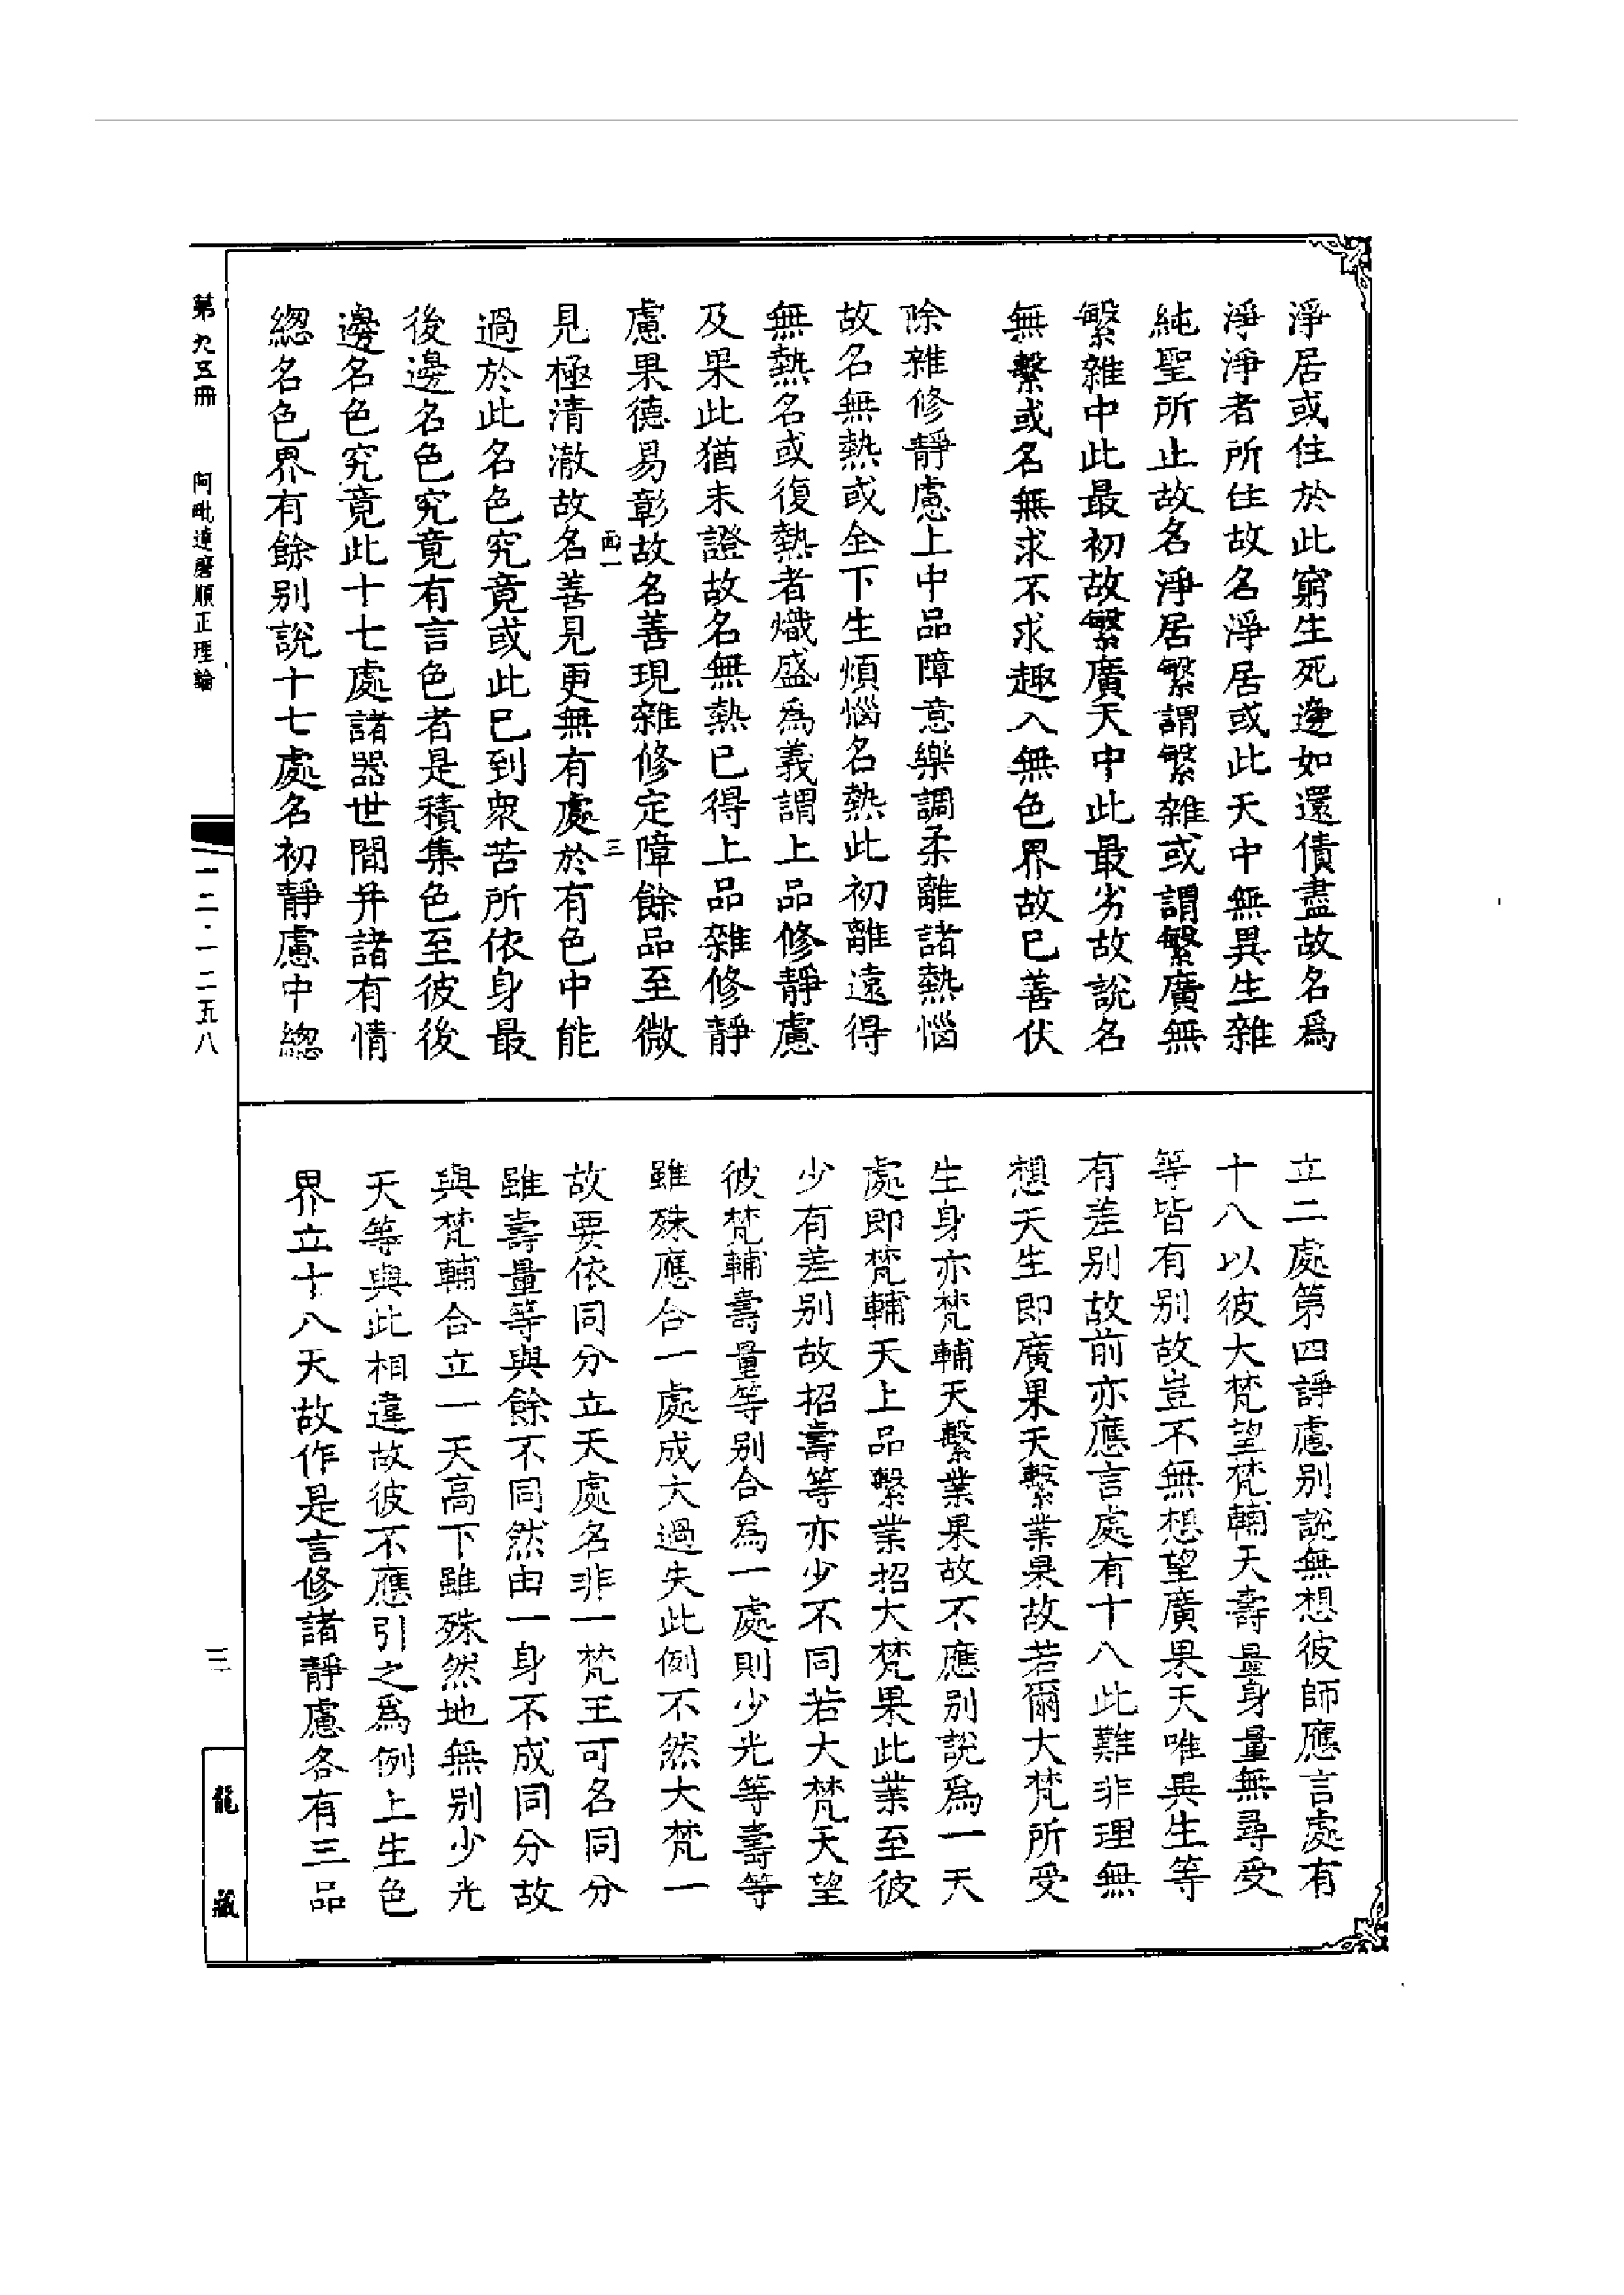 淨居或住於此窮生死邊如還債盡故名爲
淨淨者所住故名淨居或此天中無異生雜
純聖所止故名淨居繁謂繁雜或謂繁廣無
繁雜中此最初故繁廣天中此最劣故說名
無繫或名無求不求趣入無色界故已善伏
除雜修靜慮上中品障意樂調柔離諸熱惱
故名無熱或全下生煩惱名熱此初離遠得
無熱名或復熱者熾盛爲義謂上品修靜慮
及果此猶未證故名無熱已得上品雜修靜
慮果德易彰故名善現雜修定障餘品至微
見極清澈故名善見更無有處於有色中能
過於此名色究竟或此已到衆苦所依身最
後邊名色究竟有言色者是積集色至彼後
邊名色究竟此十七處諸器世間幷諸有情
緫名色界有餘別說十七處名初靜慮中緫
立二處第四靜慮別說無想彼師應言處有
十八以彼大梵望梵輔天壽量身量無尋受
等皆有別故豈不無想望廣果天唯異生等
有差別故前亦應言處有十八此難非理無
想天生即廣果天繫業果故若爾大梵所受
生身亦梵輔天繫業果故不應別說爲一天
處即梵輔天上品繫業招大梵果此業至彼
少有差別故招壽等亦少不同若大梵天望
彼梵輔壽量等別合爲一處則少光等壽等
雖殊應合一處成大過失此例不然大梵一
故要依同分立天處名非一梵王可名同分
雖壽量等與餘不同然由一身不成同分故
與梵輔合立一天高下雖殊然地無別少光
天等與此相違故彼不應引之爲例上生色
界立十八天故作是言修諸靜慮各有三品
第九五冊
阿毗達磨順正理論
一二·一二五八
三
龍藏
一
三